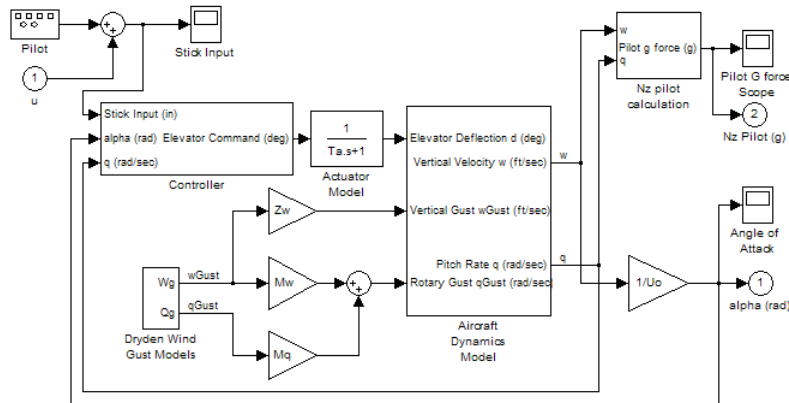 Pilot
+
+
1
u
Stick Input
Stick Input (in)
alpha (rad)
Elevator Command (deg)
q (rad/sec)
Controller
1
Ta.s+1
Actuator
Model
Elevator Deflection d (deg)
Vertical Velocity w (ft/sec)
Vertical Gust wGust (ft/sec)
Pitch Rate q (rad/sec)
Rotary Gust qGust (rad/sec)
Aircraft
Dynamics
Model
w
q
w
Pilot g force (g)
q
Nz pilot
calculation
Pilot G force
Scope
2
Nz Pilot (g)
Angle of
Attack
1/Uo
1
alpha (rad)
Zw
Mw
Mq
+
+
Wg
wGust
Qg
qGust
Dryden Wind
Gust Models